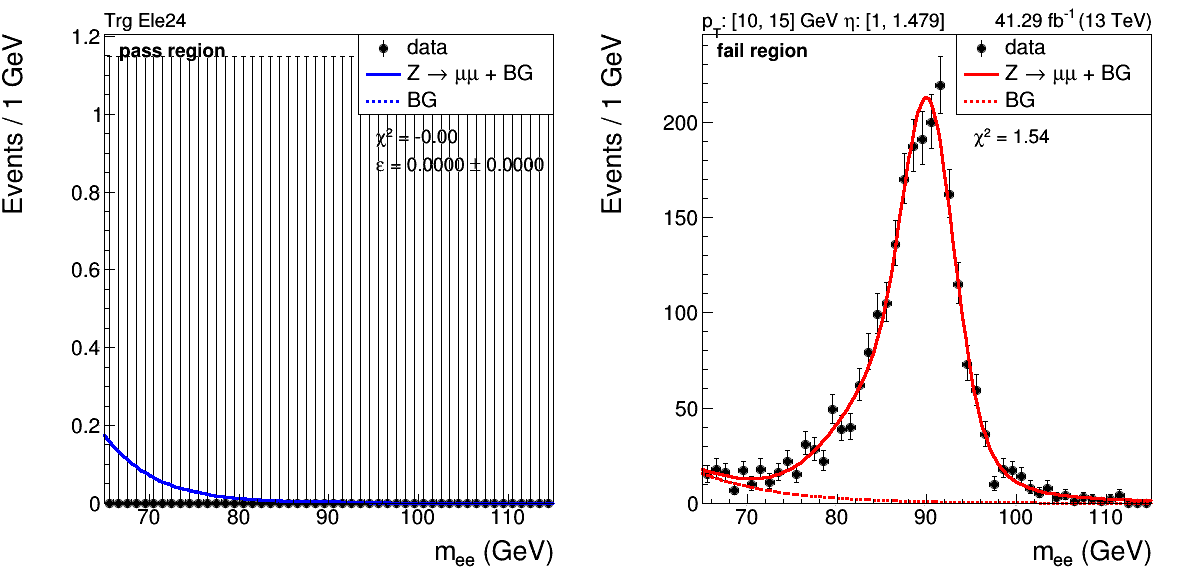 Trg Ele24
Events / 1 GeV
pass region
data
Z → μμ + BG
BG
χ² = -0.00
ε = 0.0000 ± 0.0000
1.2
1
0.8
0.6
0.4
0.2
0
70 80 90 100 110
m_ee (GeV)
p_T: [10, 15] GeV η: [1, 1.479] 41.29 fb⁻¹ (13 TeV)
Events / 1 GeV
fail region
data
Z → μμ + BG
BG
χ² = 1.54
200
150
100
50
0
70 80 90 100 110
m_ee (GeV)